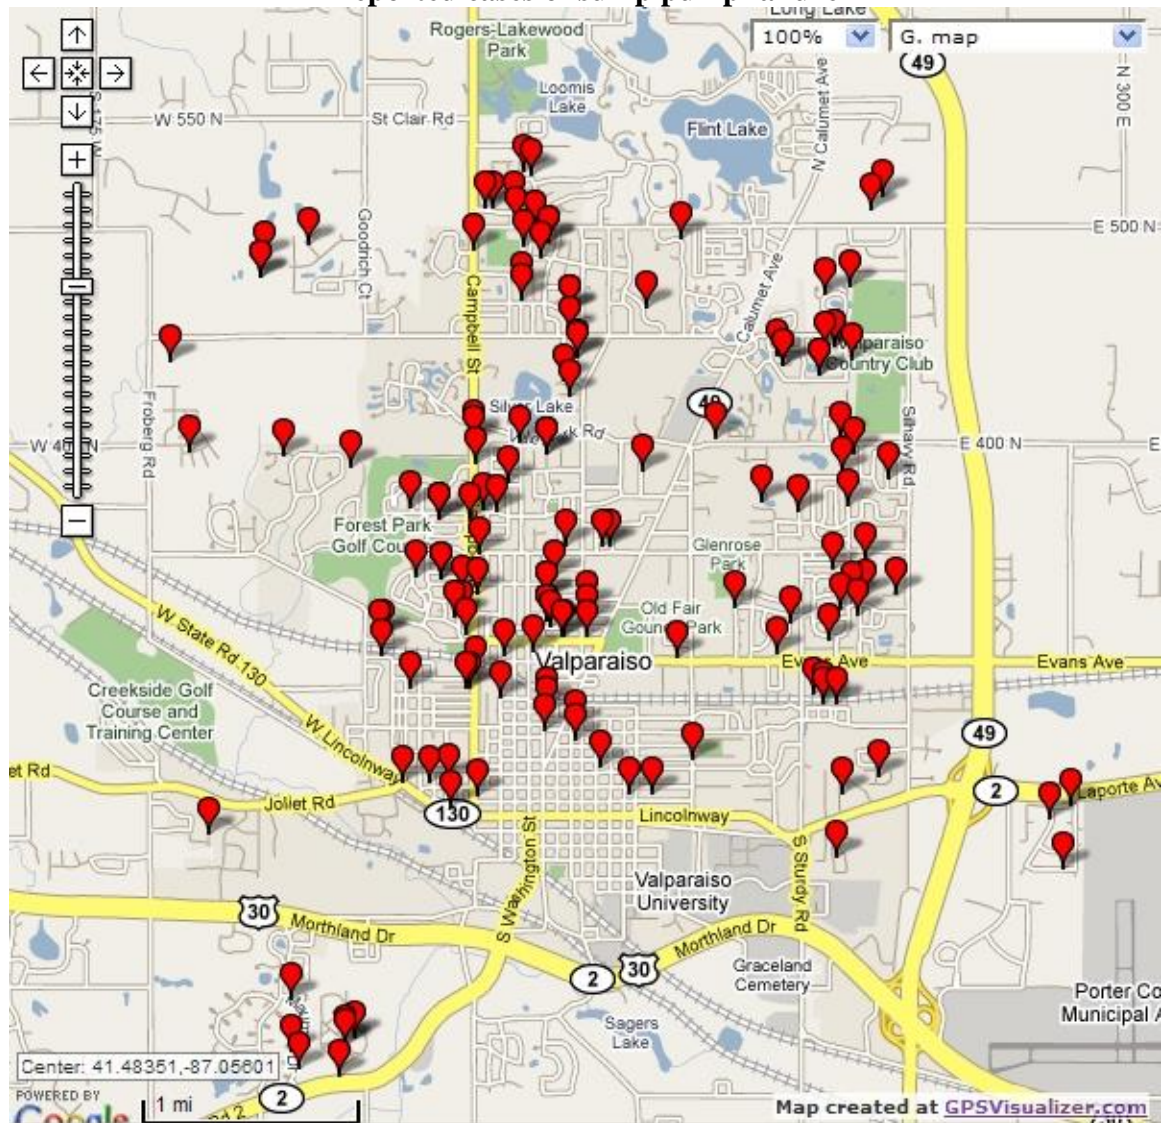 Long Lake
Rogers-Lakewood
Park
100%
G. map
49
N 300 E
Loomis
Lake
N Calumet Ave
W 550 N
St Clair Rd
Flint Lake
Goodrich Ct
E 500 N
Campbell St
Calumet Ave
Valparaiso
Country Club
Froberg Rd
Silver Lake
49
Silhavy Rd
E 400 N
Forest Park
Glenrose
Park
Old Fair
Park
W State Rd 130
Valparaiso
Evans Ave
Evans Ave
Creekside Golf
Course and
Training Center
W Lincolnway
49
2
Laporte Av
Joliet Rd
130
Lincolnway
S Washington St
S Sturdy Rd
Valparaiso
University
30
Morthland Dr
Morthland Dr
2
30
Graceland
Cemetery
Porter Co
Municipal A
Sagers
Lake
Center: 41.48351,-87.05601
POWERED BY
Google
1 mi
2
Map created at GPSVisualizer.com